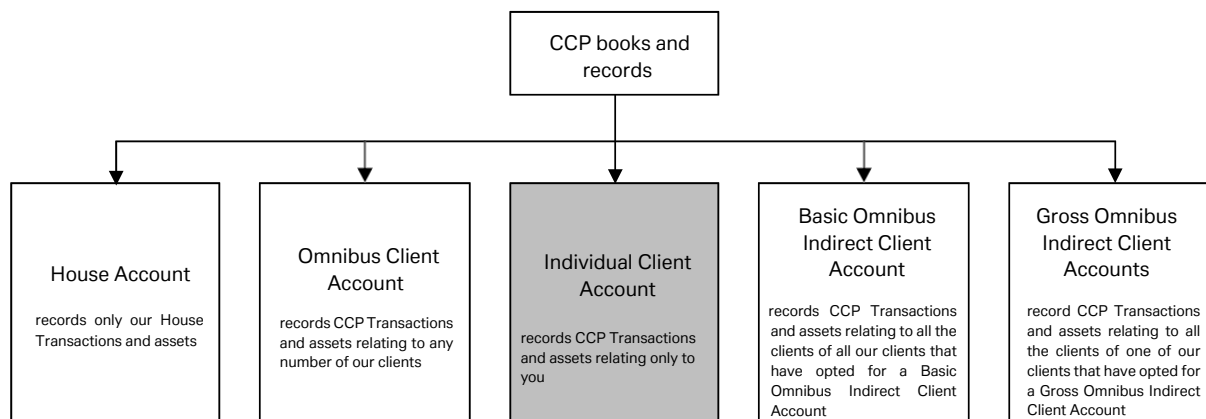 CCP books and
records
House Account
records only our House
Transactions and assets
Omnibus Client
Account
records CCP Transactions
and assets relating to any
number of our clients
Individual Client
Account
records CCP Transactions
and assets relating only to
you
Basic Omnibus
Indirect Client
Account
records CCP Transactions
and assets relating to all the
clients of all our clients that
have opted for a Basic
Omnibus Indirect Client
Account
Gross Omnibus
Indirect Client
Accounts
record CCP Transactions
and assets relating to all
the clients of one of our
clients that have opted for
a Gross Omnibus Indirect
Client Account